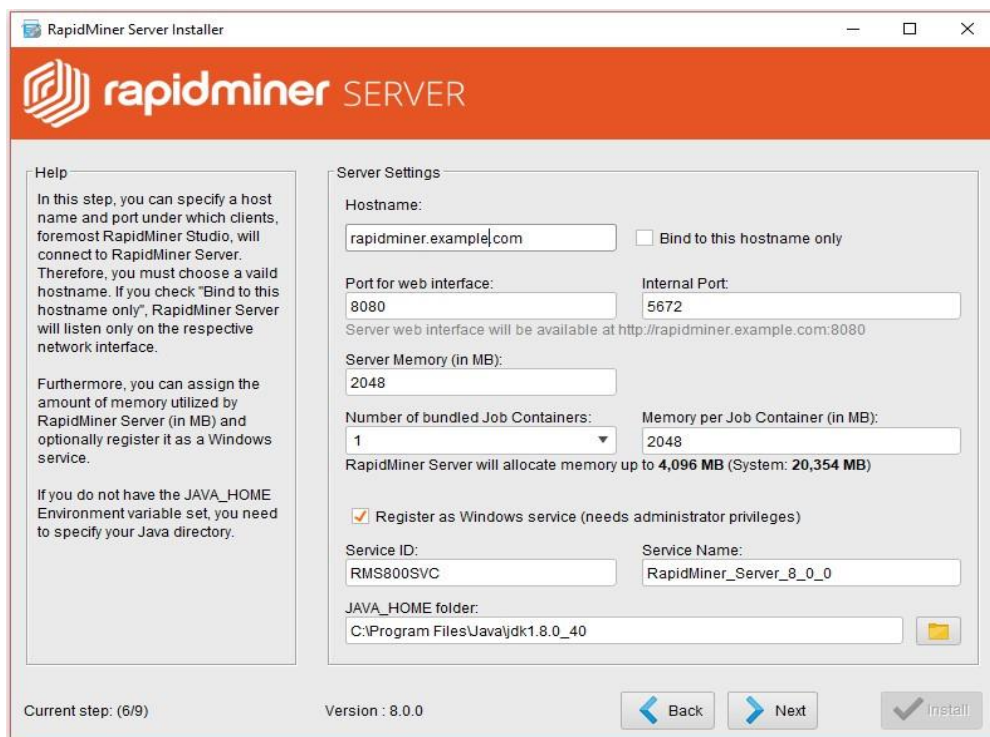 RapidMiner Server Installer
rapidminer SERVER
Help
In this step, you can specify a host
name and port under which clients,
foremost RapidMiner Studio, will
connect to RapidMiner Server.
Therefore, you must choose a vaild
hostname. If you check "Bind to this
hostname only", RapidMiner Server
will listen only on the respective
network interface.
Furthermore, you can assign the
amount of memory utilized by
RapidMiner Server (in MB) and
optionally register it as a Windows
service.
If you do not have the JAVA_HOME
Environment variable set, you need
to specify your Java directory.
Server Settings
Hostname:
rapidminer.example.com
Bind to this hostname only
Port for web interface:
Internal Port:
8080
5672
Server web interface will be available at http://rapidminer.example.com:8080
Server Memory (in MB):
2048
Number of bundled Job Containers:
Memory per Job Container (in MB):
1
2048
RapidMiner Server will allocate memory up to 4,096 MB (System: 20,354 MB)
Register as Windows service (needs administrator privileges)
Service ID:
Service Name:
RMS800SVC
RapidMiner_Server_8_0_0
JAVA_HOME folder:
C:\Program Files\Java\jdk1.8.0_40
Current step: (6/9)
Version : 8.0.0
Back
Next
Install